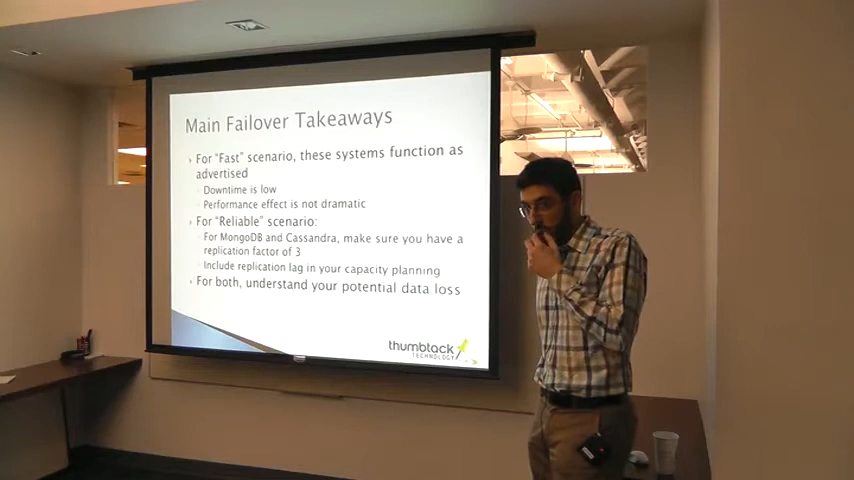 Main Failover Takeaways
For "Fast" scenario, these systems function as
advertised
Downtime is low
Performance effect is not dramatic
For "Reliable" scenario:
For MongoDB and Cassandra, make sure you have a
replication factor of 3
Include replication lag in your capacity planning
For both, understand your potential data loss
thumbtack
TECHNOLOGY